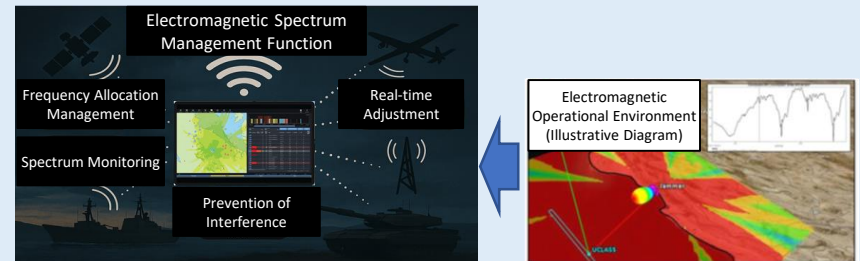 Electromagnetic Spectrum
Management Function
Frequency Allocation
Management
Real-time
Adjustment
Spectrum Monitoring
Prevention of
Interference
Electromagnetic
Operational Environment
(Illustrative Diagram)
UCLASS